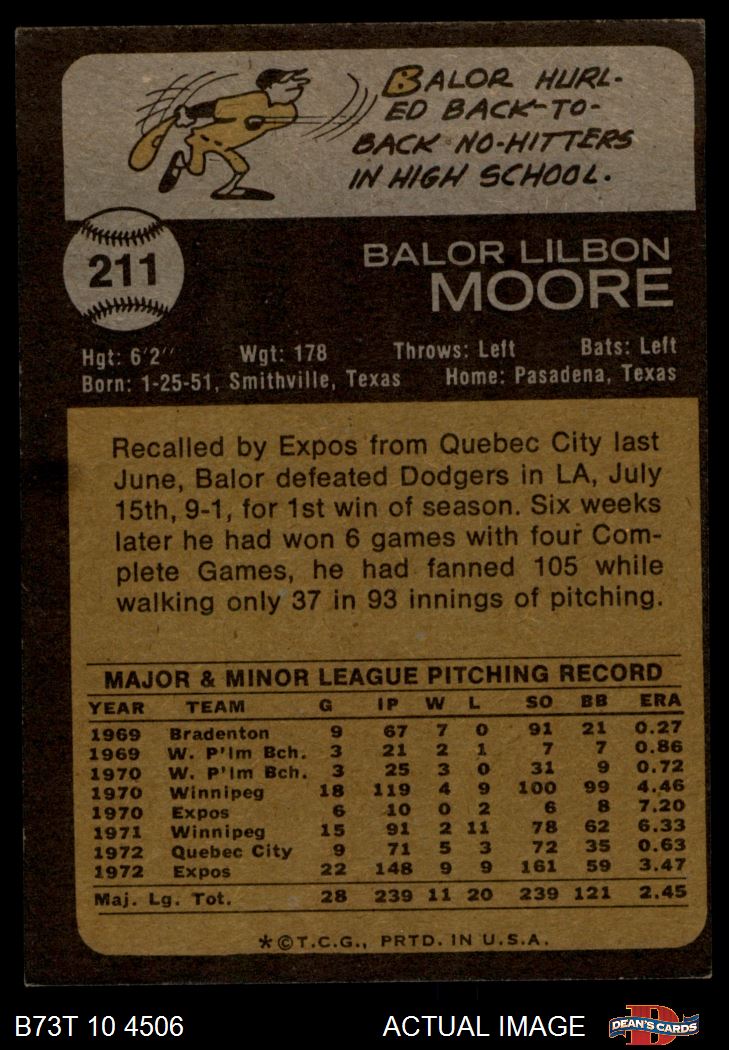 BALOR HURL-
ED BACK-TO-
BACK NO-HITTERS
IN HIGH SCHOOL.
211
BALOR LILBON
MOORE
Hgt: 6'2" Wgt: 178 Throws: Left Bats: Left
Born: 1-25-51, Smithville, Texas Home: Pasadena, Texas
Recalled by Expos from Quebec City last
June, Balor defeated Dodgers in LA, July
15th, 9-1, for 1st win of season. Six weeks
later he had won 6 games with four Com-
plete Games, he had fanned 105 while
walking only 37 in 93 innings of pitching.
MAJOR & MINOR LEAGUE PITCHING RECORD
YEAR TEAM G IP W L SO BB ERA
1969 Bradenton 9 67 7 0 91 21 0.27
1969 W. P'lm Bch. 3 21 2 1 7 7 0.86
1970 W. P'lm Bch. 3 25 3 0 31 9 0.72
1970 Winnipeg 18 119 4 9 100 99 4.46
1970 Expos 6 10 0 2 6 8 7.20
1971 Winnipeg 15 91 2 11 78 62 6.33
1972 Quebec City 9 71 5 3 72 35 0.63
1972 Expos 22 148 9 9 161 59 3.47
Maj. Lg. Tot. 28 239 11 20 239 121 2.45
*©T.C.G., PRTD. IN U.S.A.
B73T 10 4506 ACTUAL IMAGE D DEAN'S CARDS